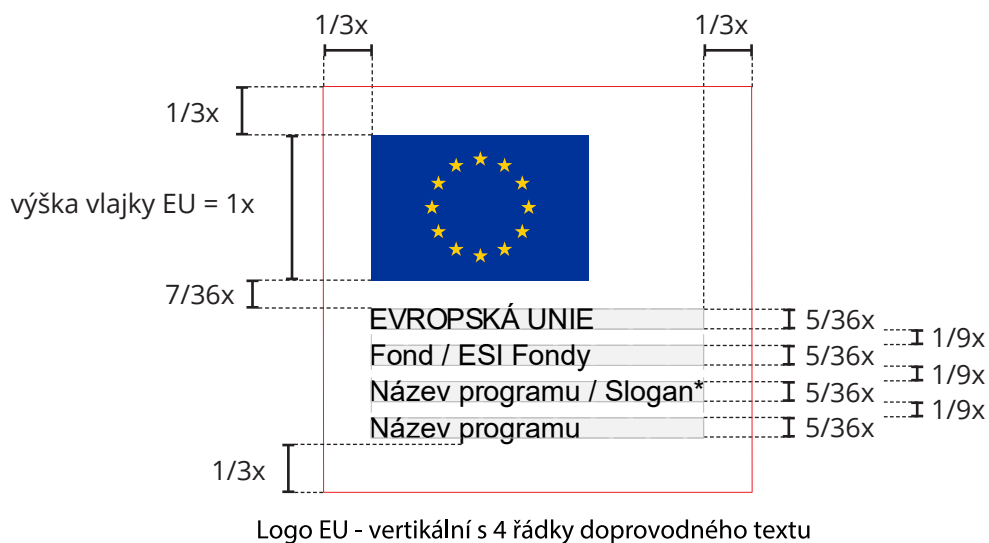 1/3x
1/3x
1/3x
výška vlajky EU = 1x
7/36x
EVROPSKÁ UNIE
5/36x
1/9x
Fond / ESI Fondy
5/36x
1/9x
Název programu / Slogan*
5/36x
1/9x
Název programu
5/36x
1/3x
Logo EU - vertikální s 4 řádky doprovodného textu